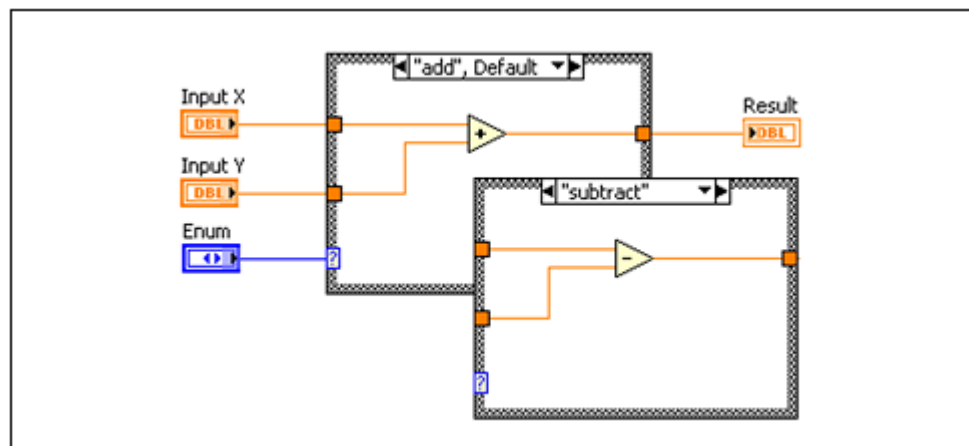 "add", Default
Input X
DBL
+
Result
DBL
Input Y
DBL
"subtract"
Enum
?
-
?